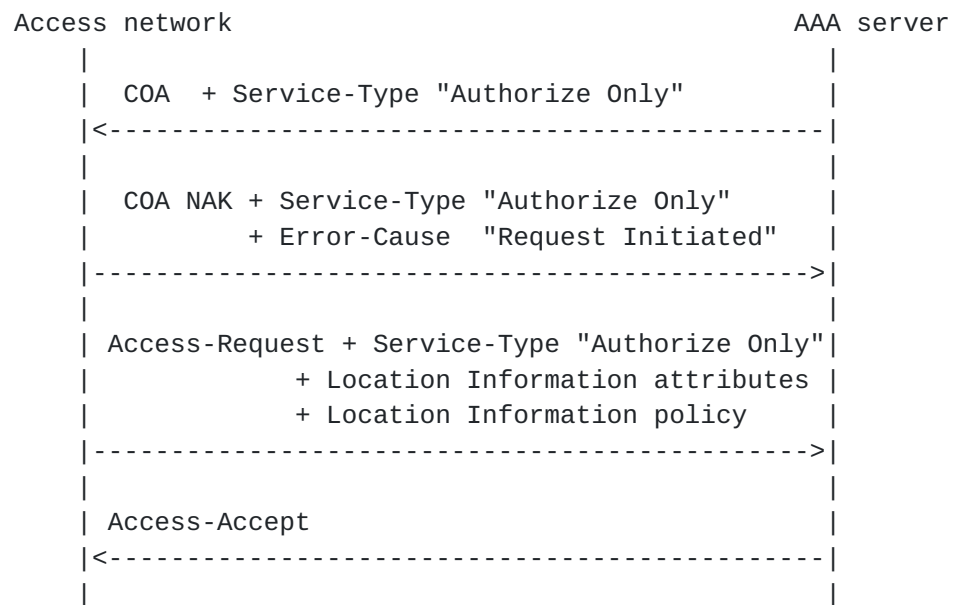 Access network AAA server
COA + Service-Type "Authorize Only"
COA NAK + Service-Type "Authorize Only"
+ Error-Cause "Request Initiated"
Access-Request + Service-Type "Authorize Only"
+ Location Information attributes
+ Location Information policy
Access-Accept